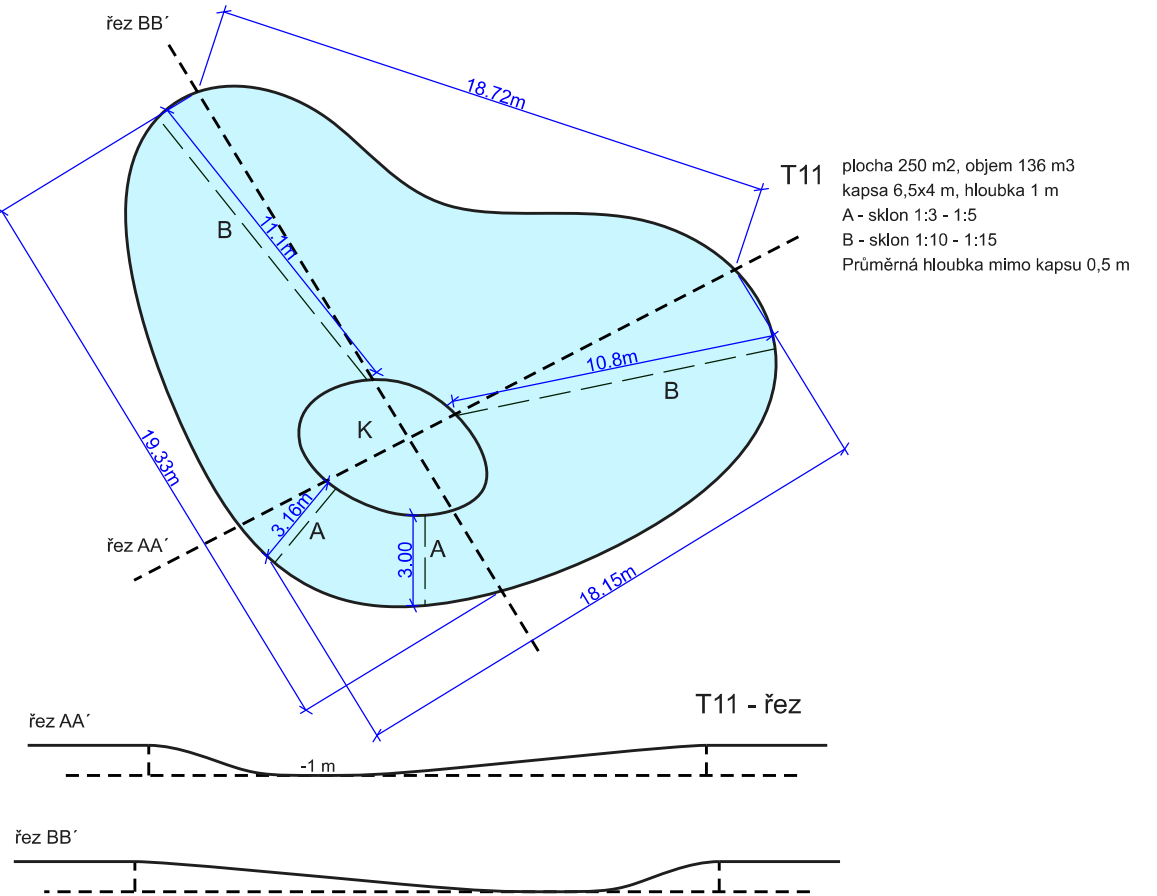 řez BB´
18.72m
T11
plocha 250 m2, objem 136 m3
kapsa 6,5x4 m, hloubka 1 m
A - sklon 1:3 - 1:5
B - sklon 1:10 - 1:15
Průměrná hloubka mimo kapsu 0,5 m
B
11.1m
10.8m
B
K
19.33m
3.16m
A
A
3.00
řez AA´
18.15m
T11 - řez
řez AA´
-1 m
řez BB´